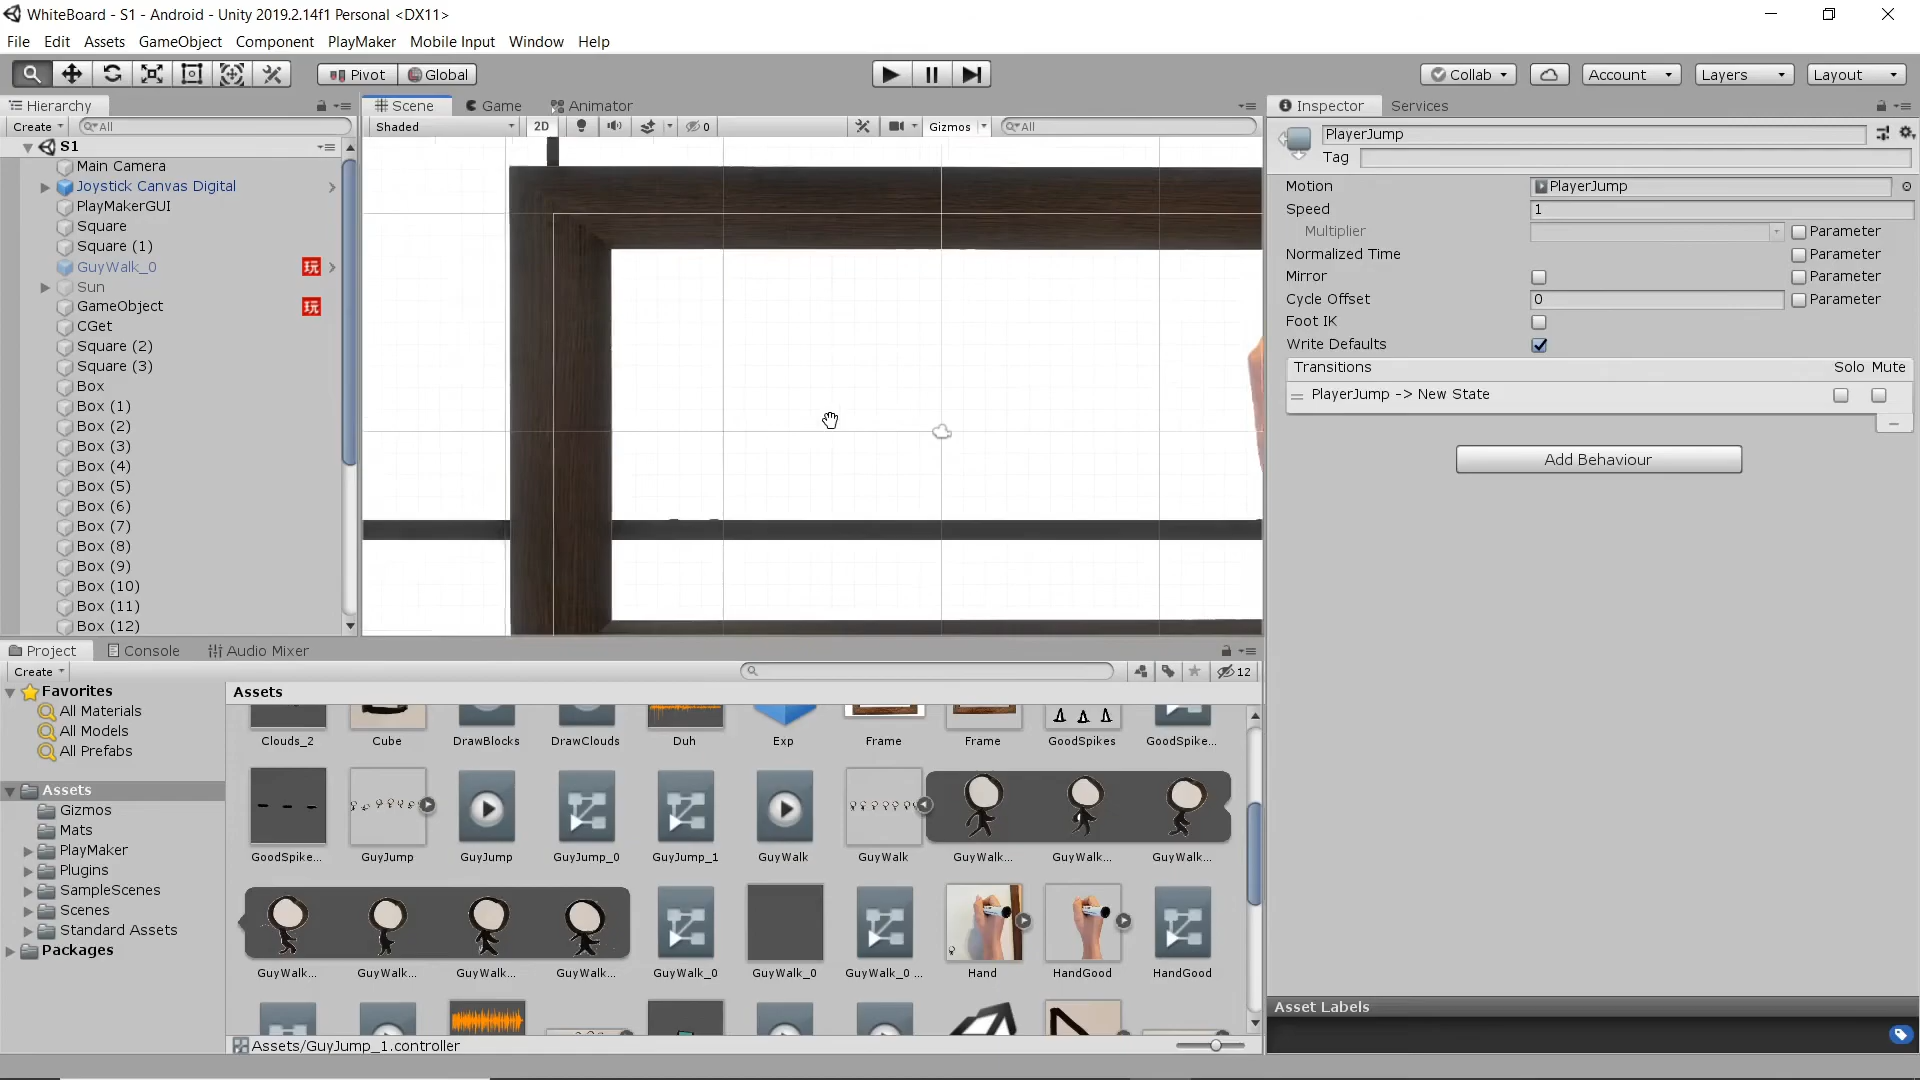 WhiteBoard - S1 - Android - Unity 2019.2.14f1 Personal <DX11>
File Edit Assets GameObject Component PlayMaker Mobile Input Window Help
Pivot Global Collab Account Layers Layout
Hierarchy
Create All
S1
Main Camera
Joystick Canvas Digital
PlayMakerGUI
Square
Square (1)
GuyWalk_0 玩
Sun
GameObject 玩
CGet
Square (2)
Square (3)
Box
Box (1)
Box (2)
Box (3)
Box (4)
Box (5)
Box (6)
Box (7)
Box (8)
Box (9)
Box (10)
Box (11)
Box (12)
Scene Game Animator
Shaded 2D 0 Gizmos All
Inspector Services
PlayerJump
Tag
Motion PlayerJump
Speed 1
Multiplier Parameter
Normalized Time Parameter
Mirror Parameter
Cycle Offset 0 Parameter
Foot IK
Write Defaults
Transitions Solo Mute
PlayerJump -> New State
Add Behaviour
Asset Labels
Project Console Audio Mixer
Create 12
Favorites
All Materials
All Models
All Prefabs
Assets
Gizmos
Mats
PlayMaker
Plugins
SampleScenes
Scenes
Standard Assets
Packages
Assets
Clouds_2 Cube DrawBlocks DrawClouds Duh Exp Frame Frame GoodSpikes GoodSpike...
GoodSpike... GuyJump GuyJump GuyJump_0 GuyJump_1 GuyWalk GuyWalk GuyWalk... GuyWalk... GuyWalk...
GuyWalk... GuyWalk... GuyWalk... GuyWalk... GuyWalk_0 GuyWalk_0 GuyWalk_0 ... Hand HandGood HandGood
Assets/GuyJump_1.controller